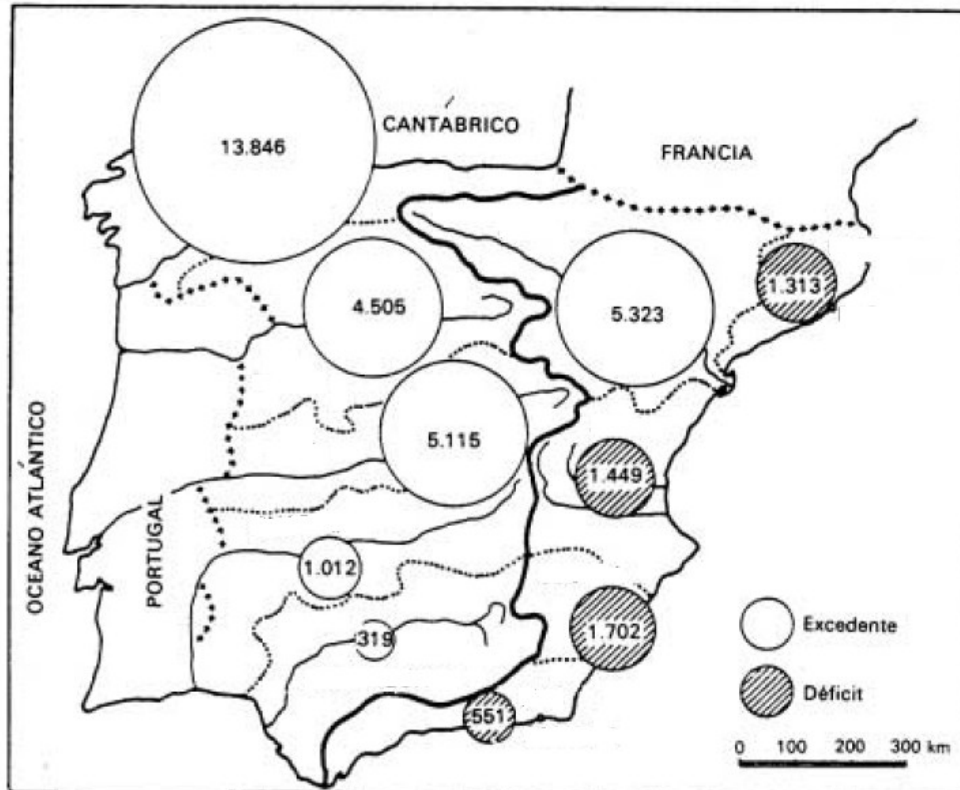 CANTÁBRICO
FRANCIA
13.846
1.313
4.505
5.323
5.115
1.449
OCEANO ATLÁNTICO
PORTUGAL
1.012
319
1.702
551
Excedente
Déficit
0 100 200 300 km